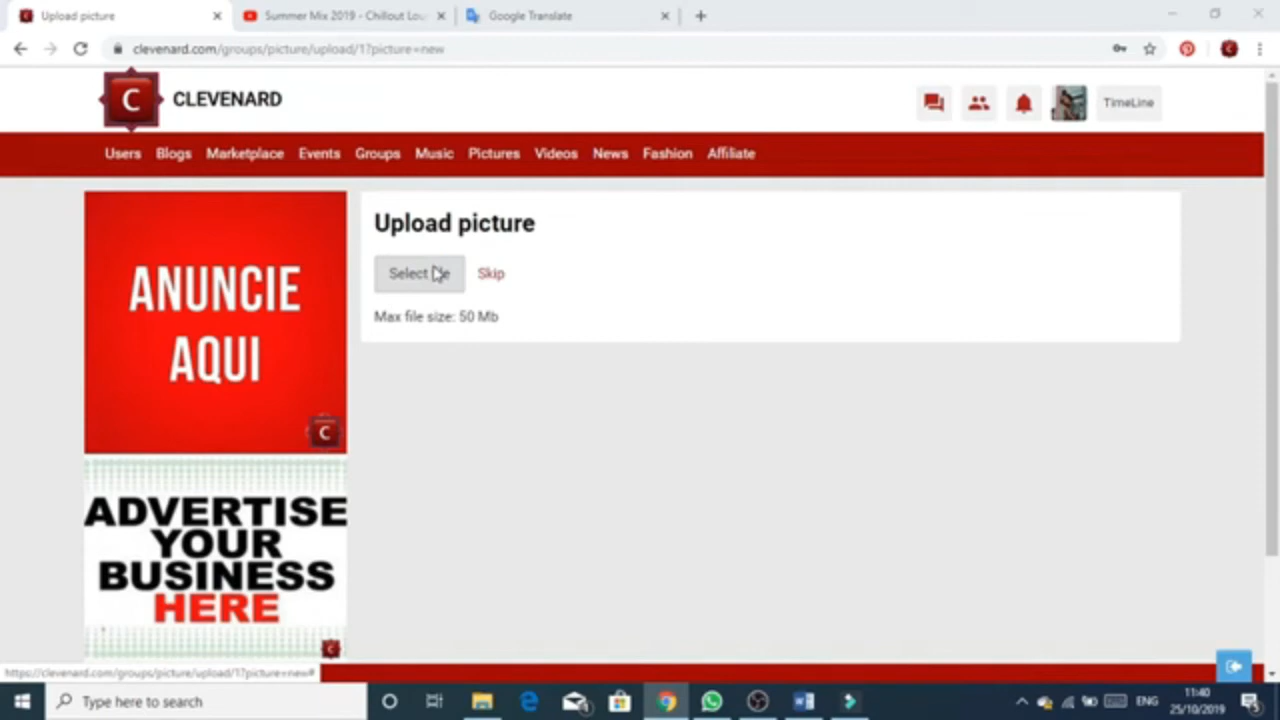 Upload picture
Summer Mix 2019 - Chillout Lou
Google Translate
clevenard.com/groups/picture/upload/1?picture=new
C
CLEVENARD
TimeLine
Users Blogs Marketplace Events Groups Music Pictures Videos News Fashion Affiliate
ANUNCIE
AQUI
C
Upload picture
Select
Skip
Max file size: 50 Mb
ADVERTISE
YOUR
BUSINESS
HERE
https://clevenard.com/groups/picture/upload/1?picture=new#
Type here to search
ENG
11:40
25/10/2019